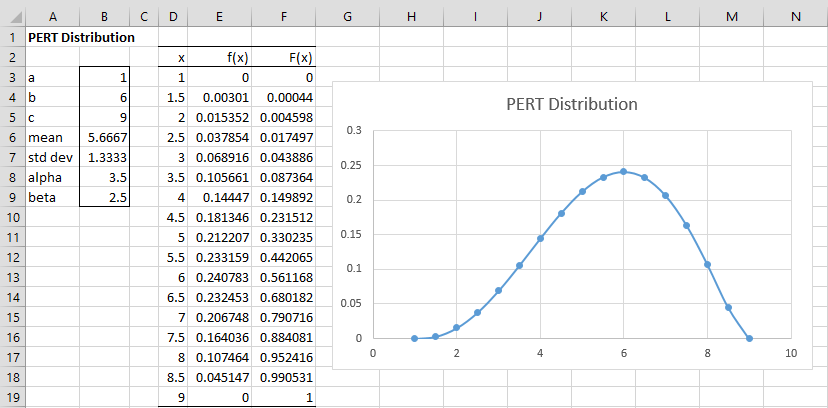 A B C D E F G H I J K L M N
1 PERT Distribution
2 x f(x) F(x)
3 a 1 1 0 0
4 b 6 1.5 0.00301 0.00044
5 c 9 2 0.015352 0.004598
6 mean 5.6667 2.5 0.037854 0.017497
7 std dev 1.3333 3 0.068916 0.043886
8 alpha 3.5 3.5 0.105661 0.087364
9 beta 2.5 4 0.14447 0.149892
10 4.5 0.181346 0.231512
11 5 0.212207 0.330235
12 5.5 0.233159 0.442065
13 6 0.240783 0.561168
14 6.5 0.232453 0.680182
15 7 0.206748 0.790716
16 7.5 0.164036 0.884081
17 8 0.107464 0.952416
18 8.5 0.045147 0.990531
19 9 0 1
PERT Distribution
0.3
0.25
0.2
0.15
0.1
0.05
0
0 2 4 6 8 10